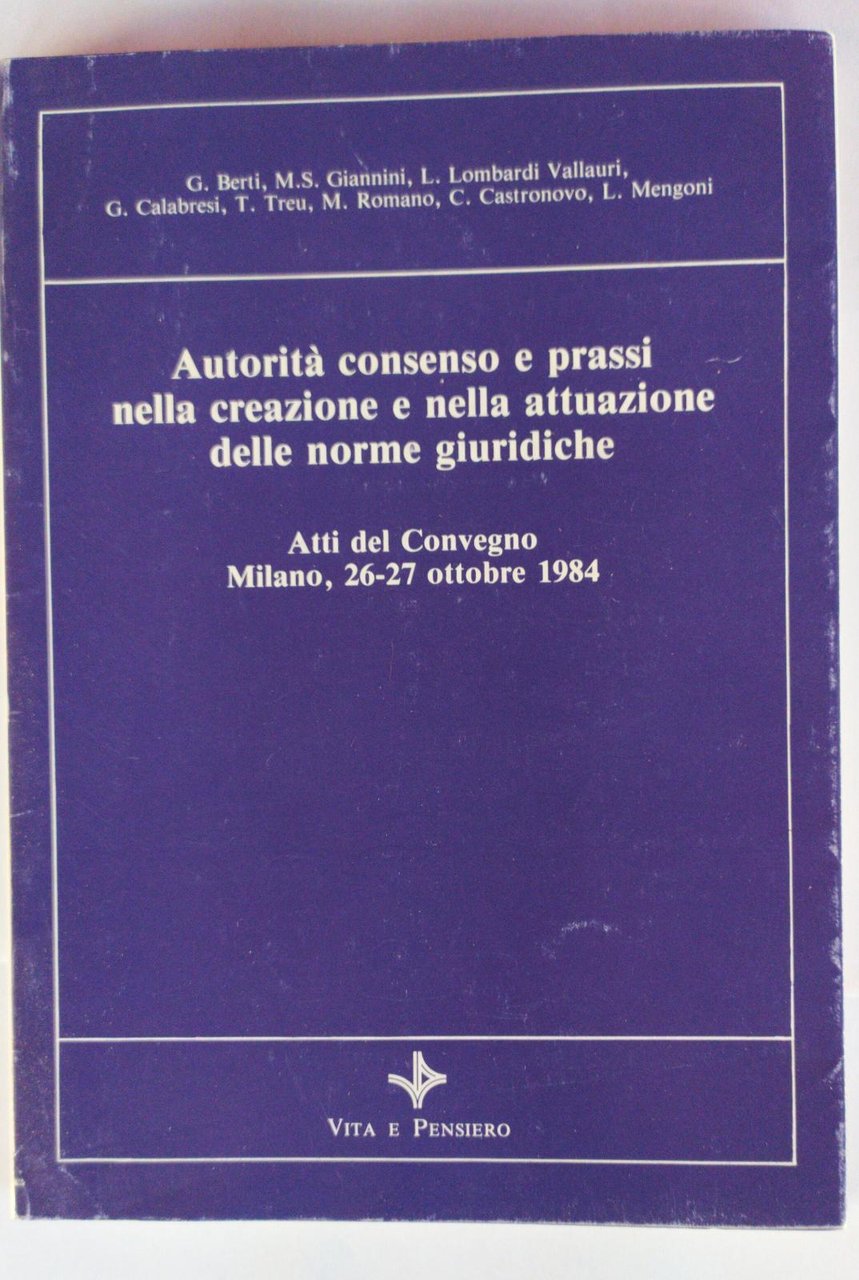 G. Berti, M.S. Giannini, L. Lombardi Vallauri,
G. Calabresi, T. Treu, M. Romano, C. Castronovo, L. Mengoni
Autorità consenso e prassi
nella creazione e nella attuazione
delle norme giuridiche
Atti del Convegno
Milano, 26-27 ottobre 1984
VITA E PENSIERO